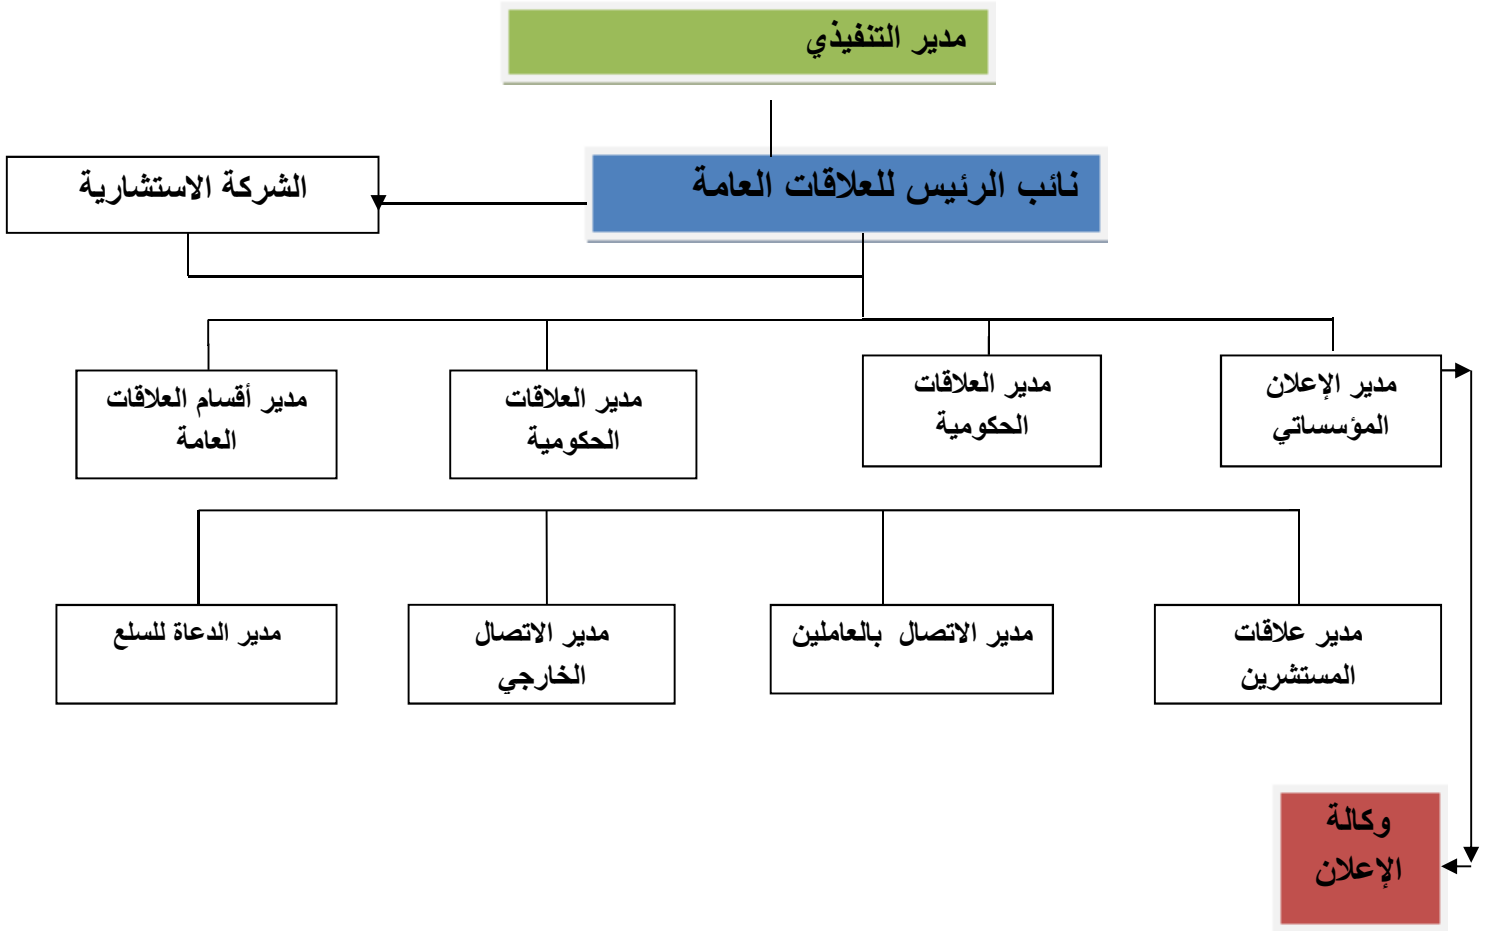 مدير التنفيذي
نائب الرئيس للعلاقات العامة
الشركة الاستشارية
مدير الإعلان
المؤسساتي
مدير العلاقات
الحكومية
مدير العلاقات
الحكومية
مدير أقسام العلاقات
العامة
مدير علاقات
المستشرين
مدير الاتصال بالعاملين
مدير الاتصال
الخارجي
مدير الدعاة للسلع
وكالة
الإعلان